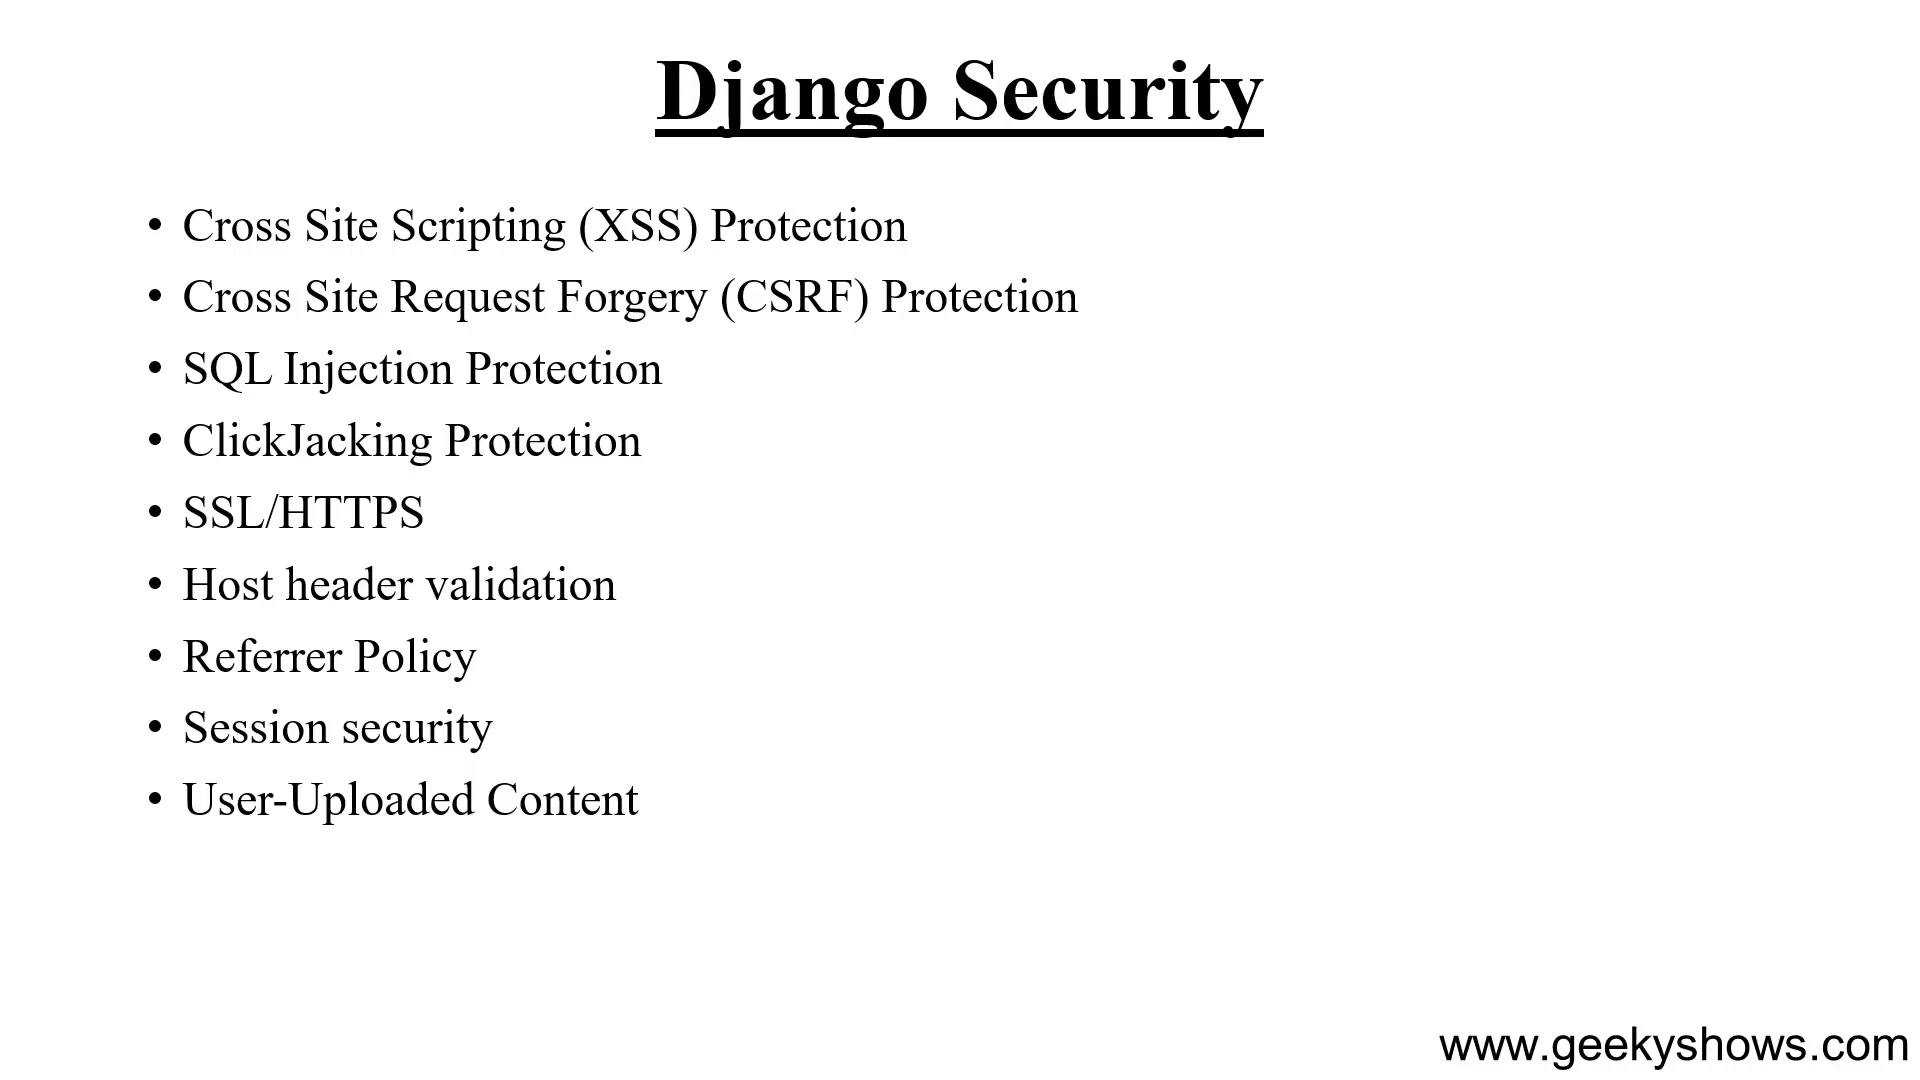 Django Security
• Cross Site Scripting (XSS) Protection
• Cross Site Request Forgery (CSRF) Protection
• SQL Injection Protection
• ClickJacking Protection
• SSL/HTTPS
• Host header validation
• Referrer Policy
• Session security
• User-Uploaded Content
www.geekyshows.com